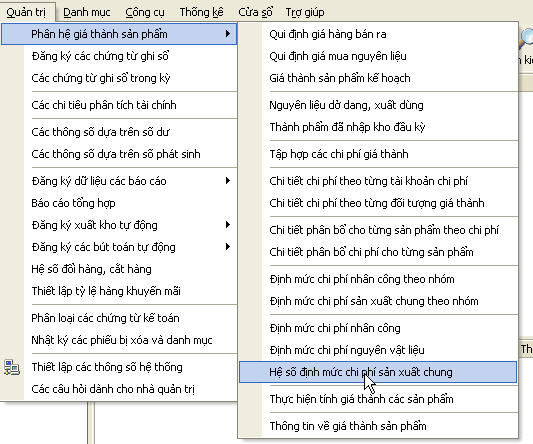 Quản trị Danh mục Công cụ Thống kê Cửa sổ Trợ giúp
Phân hệ giá thành sản phẩm
Đăng ký các chứng từ ghi sổ
Các chứng từ ghi sổ trong kỳ
Các chi tiêu phân tích tài chính
Các thông số dựa trên số dư
Các thông số dựa trên số phát sinh
Đăng ký dữ liệu các báo cáo
Báo cáo tổng hợp
Đăng ký xuất kho tự động
Đăng ký các bút toán tự động
Hệ số đổi hàng, cắt hàng
Thiết lập tỷ lệ hàng khuyến mãi
Phân loại các chứng từ kế toán
Nhật ký các phiếu bị xóa và danh mục
Thiết lập các thông số hệ thống
Các câu hỏi dành cho nhà quản trị
Qui định giá hàng bán ra
Qui định giá mua nguyên liệu
Giá thành sản phẩm kế hoạch
Nguyên liệu dở dang, xuất dùng
Thành phẩm đã nhập kho đầu kỳ
Tập hợp các chi phí giá thành
Chi tiết chi phí theo từng tài khoản chi phí
Chi tiết chi phí theo từng đối tượng giá thành
Chi tiết phân bổ cho từng sản phẩm theo chi phí
Chi tiết phân bổ chi phí cho từng sản phẩm
Định mức chi phí nhân công theo nhóm
Định mức chi phí sản xuất chung theo nhóm
Định mức chi phí nhân công
Định mức chi phí nguyên vật liệu
Hệ số định mức chi phí sản xuất chung
Thực hiện tính giá thành các sản phẩm
Thông tin về giá thành sản phẩm
n ki
Th